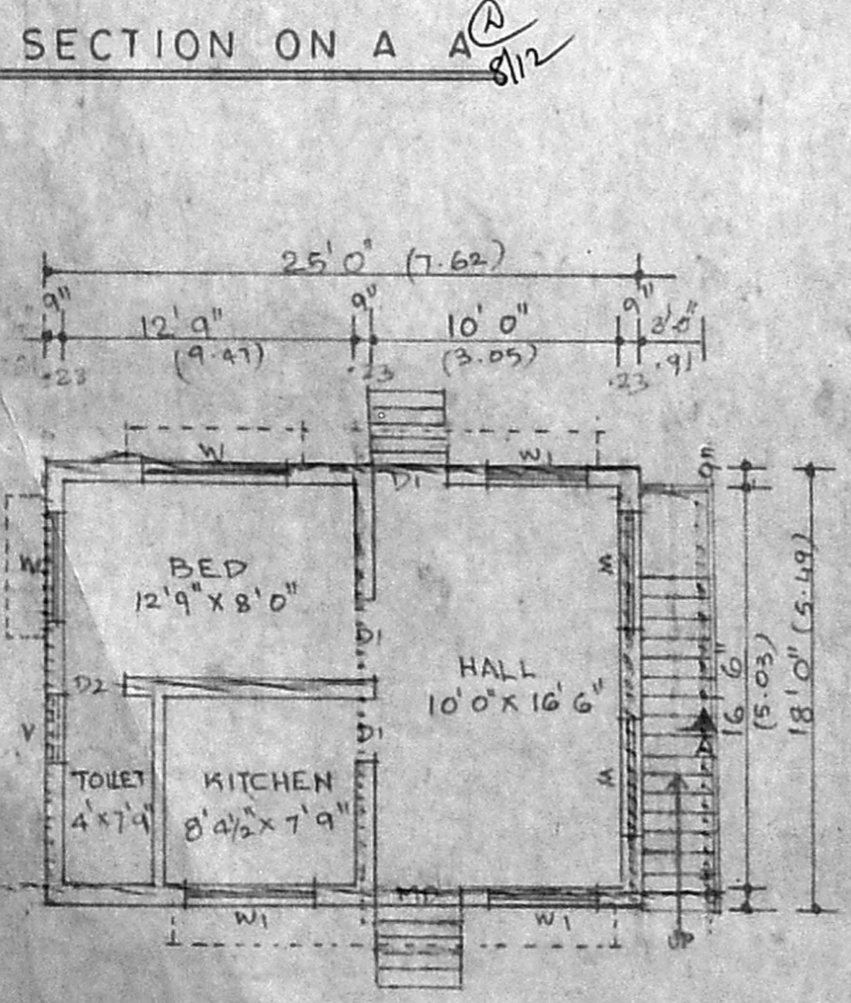 SECTION ON A A
8/12
25' 0" (7.62)
9" 12' 9" 9" 10' 0" 9" 3'0"
(9.47) (3.05)
.23 .23 .23 .91
W W1 9"
D1
W BED W
12'9" X 8'0"
D1
HALL
10' 0" X 16' 6"
16' 6"
(5.03)
18' 0" (5.49)
D2
V D1
TOILET KITCHEN W
4' X 7'9" 8' 4½" X 7' 9"
MD
W1 W1
UP